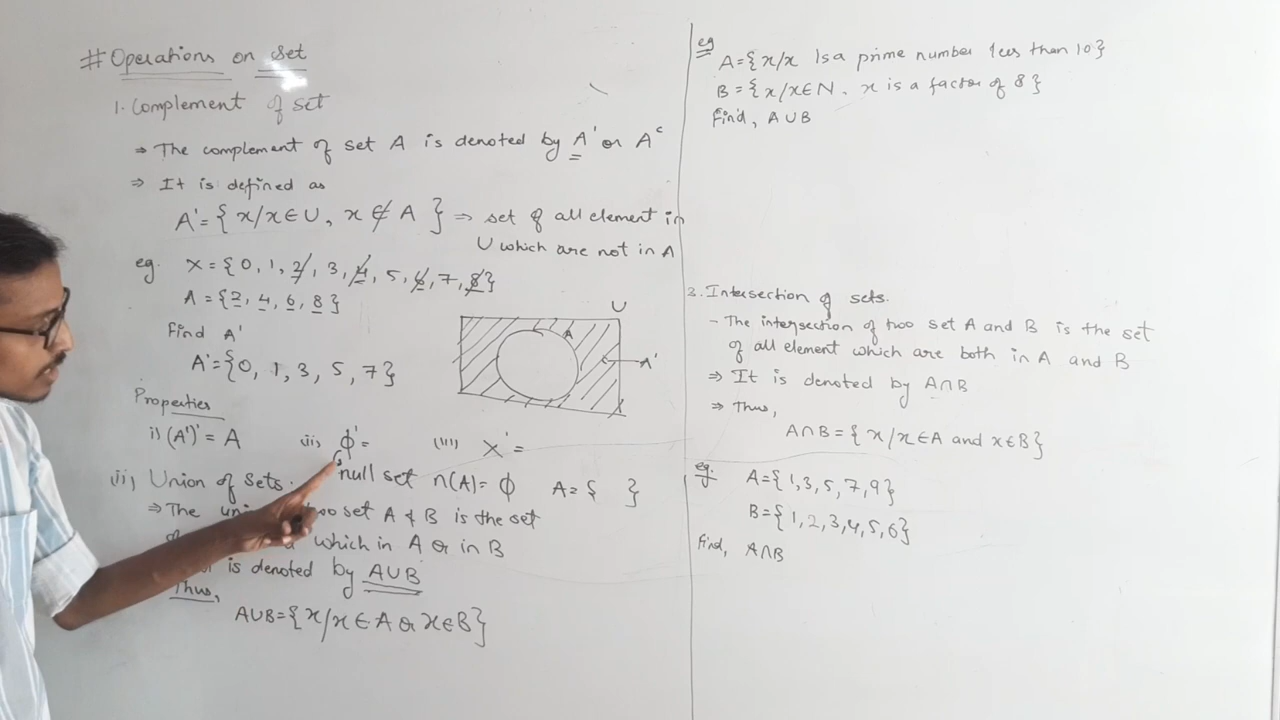 # Operations on set
1. Complement of set
⇒ The complement of set A is denoted by A' or Aᶜ
⇒ It is defined as
A' = { x/x ∈ U, x ∉ A } ⇒ set of all element in
U which are not in A
eg. X = { 0, 1, 2, 3, 4, 5, 6, 7, 8 }
A = { 2, 4, 6, 8 }
Find A'
A' = { 0, 1, 3, 5, 7 }
U
A
A'
Properties
i) (A')' = A (ii) ϕ' = (iii) X' =
null set n(A) = ϕ A = { }
(ii) Union of Sets.
⇒ The two set A & B is the set
which in A or in B
is denoted by A∪B
Thus,
A∪B = { x/x ∈ A or x ∈ B }
eg A = { x/x Is a prime number less than 10 }
B = { x/x ∈ N, x is a factor of 8 }
Find, A∪B
3. Intersection of sets.
- The intersection of two set A and B is the set
of all element which are both in A and B
⇒ It is denoted by A∩B
⇒ Thus,
A∩B = { x/x ∈ A and x ∈ B }
eg. A = { 1, 3, 5, 7, 9 }
B = { 1, 2, 3, 4, 5, 6 }
Find, A∩B